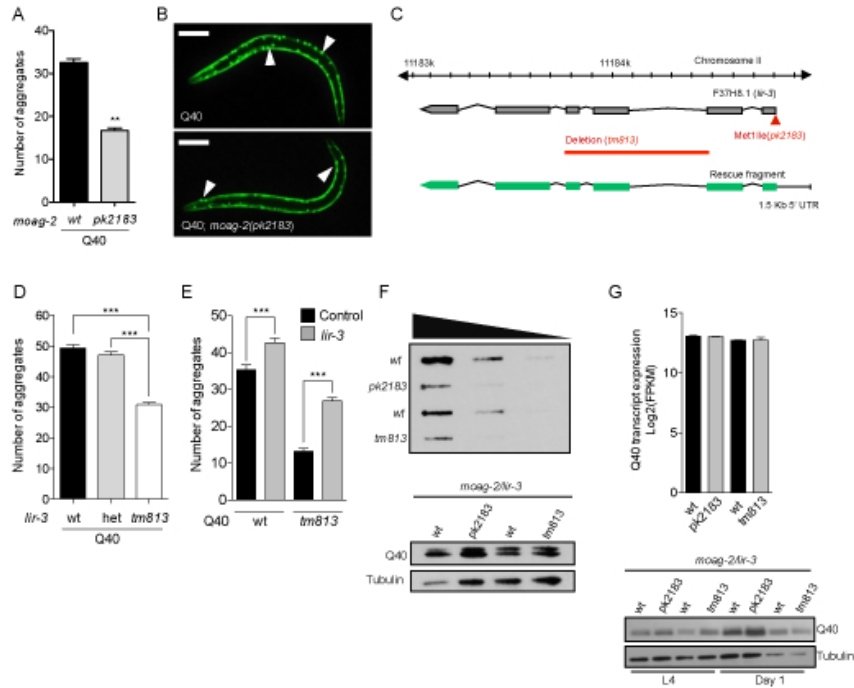 A
Number of aggregates
40
30
20
10
0
**
moag-2 wt pk2183
Q40
B
Q40
Q40; moag-2(pk2183)
C
11183k 11184k Chromosome II
F37H8.1 (lir-3)
Met1Ile(pk2183)
Deletion (tm813)
Rescue fragment
1.5 Kb 5' UTR
D
Number of aggregates
60
50
40
30
20
10
0
***
***
lir-3 wt het tm813
Q40
E
Number of aggregates
50
40
30
20
10
0
***
***
Control
lir-3
Q40 wt tm813
F
wt
pk2183
wt
tm813
moag-2/lir-3
wt pk2183 wt tm813
Q40
Tubulin
G
Q40 transcript expression
Log2(FPKM)
15
10
5
0
wt pk2183 wt tm813
moag-2/lir-3
wt pk2183 wt tm813 wt pk2183 wt tm813
Q40
Tubulin
L4 Day 1